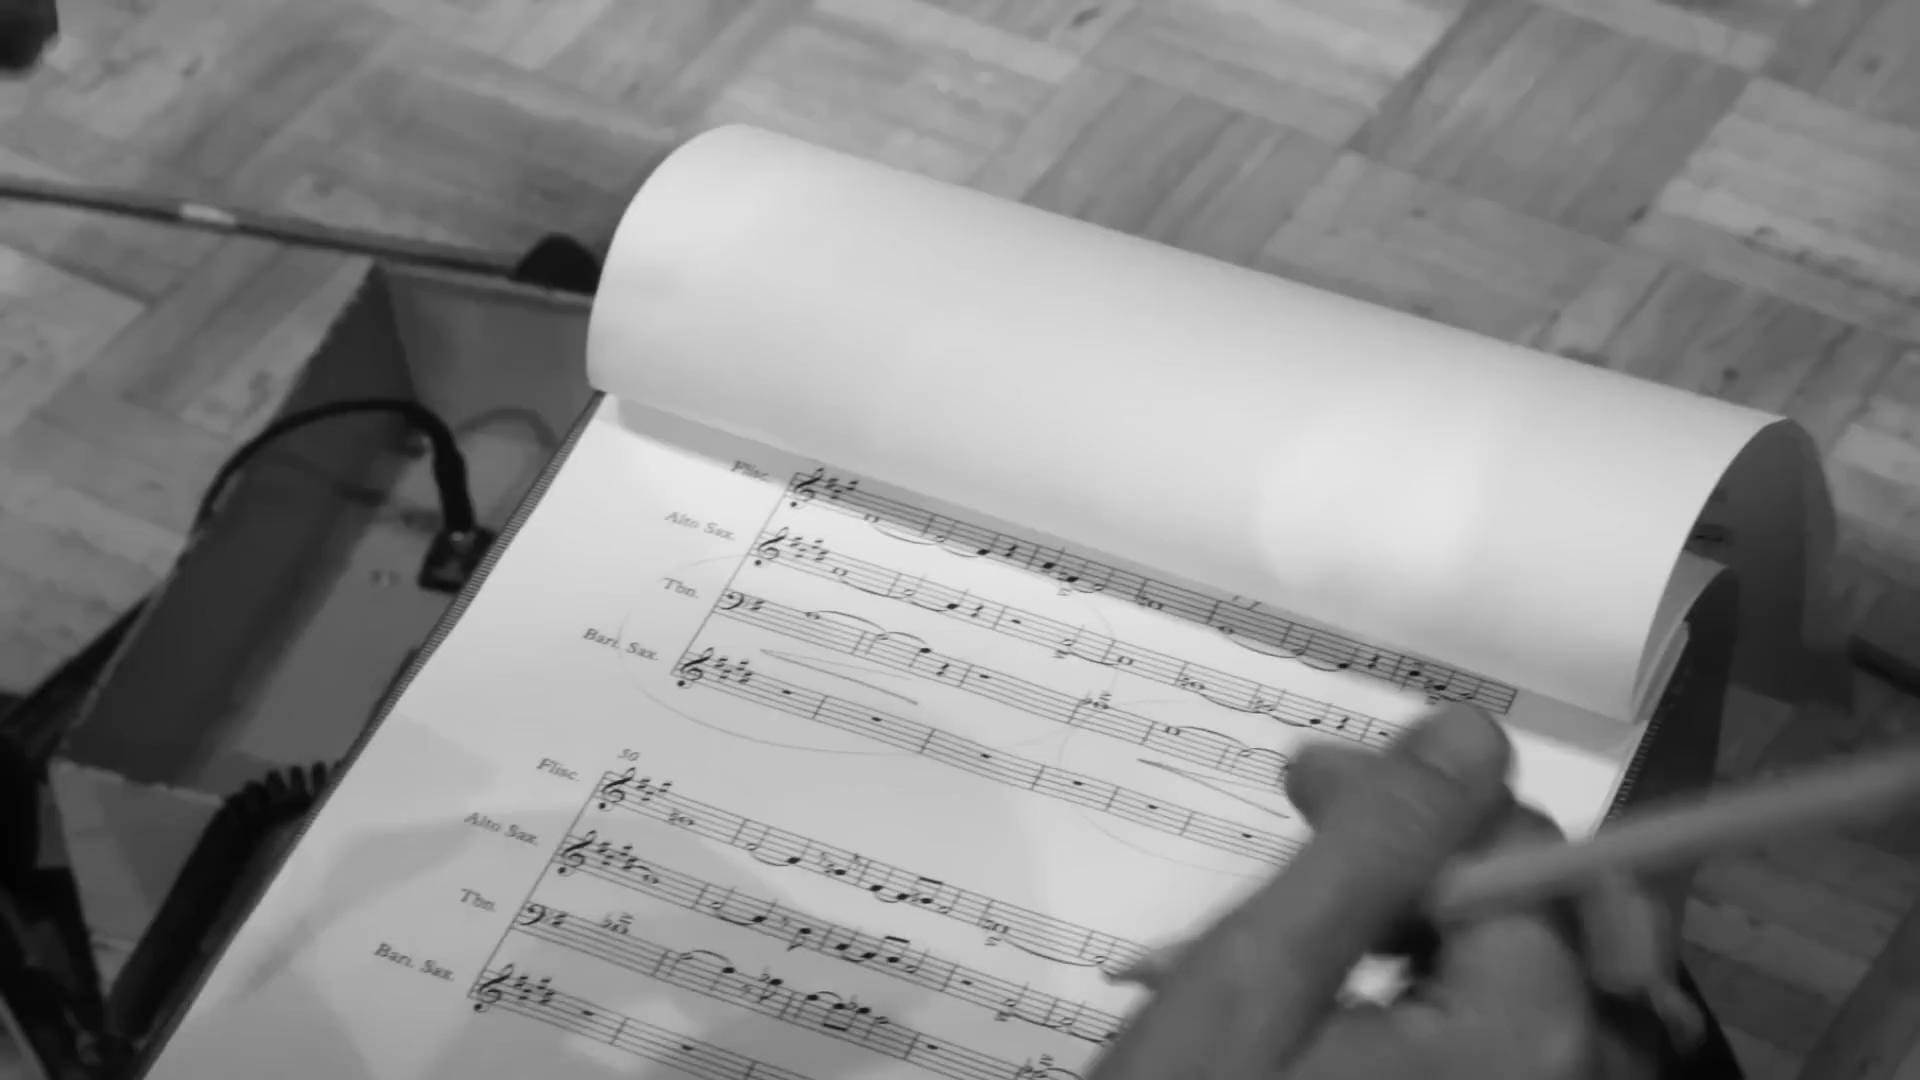 Flisc.
Alto Sax.
Tbn.
Bari. Sax.
50
Flisc.
Alto Sax.
Tbn.
Bari. Sax.